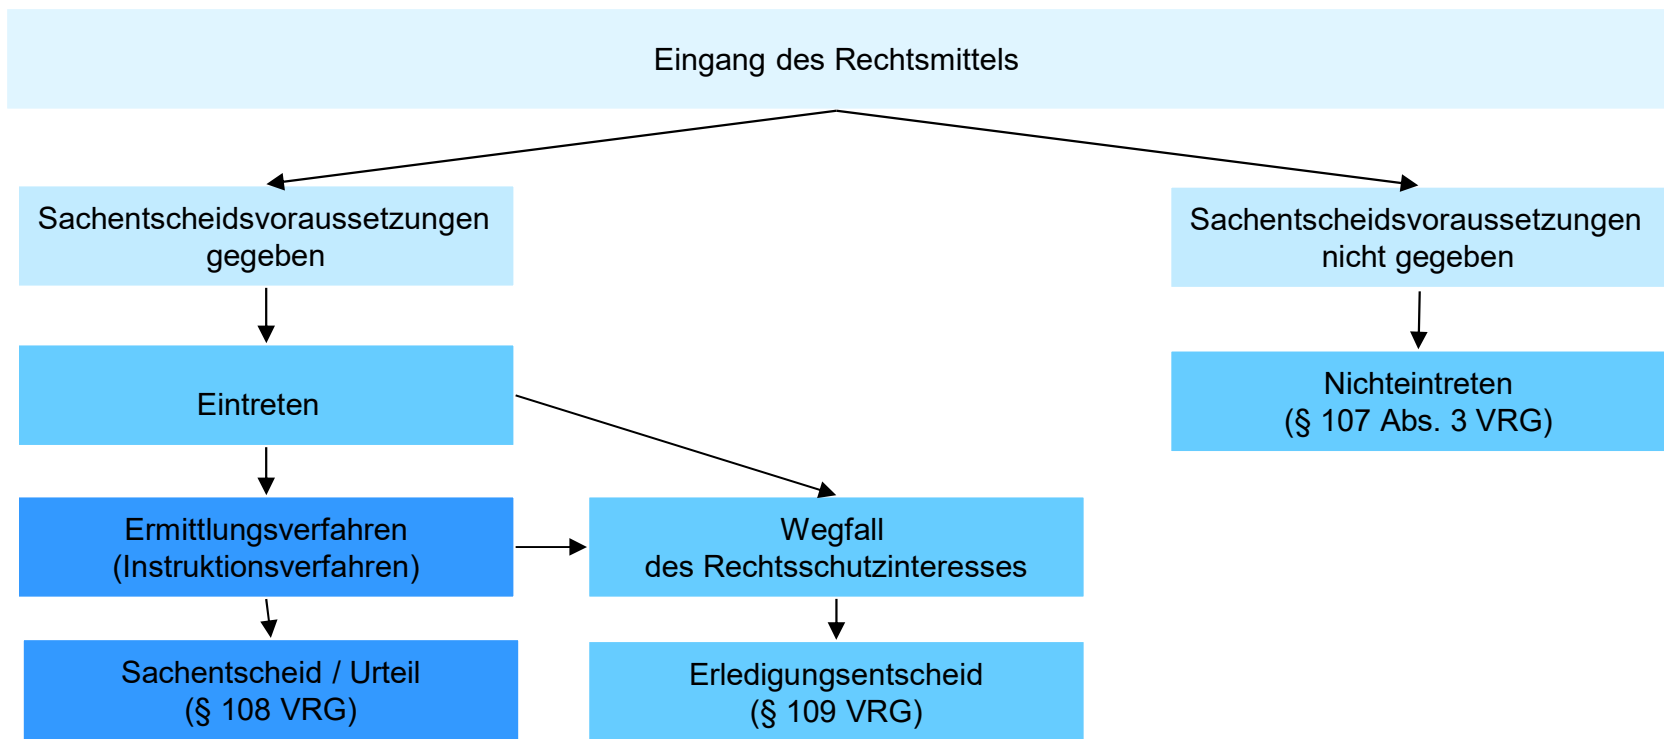 Eingang des Rechtsmittels
Sachentscheidsvoraussetzungen
gegeben
Sachentscheidsvoraussetzungen
nicht gegeben
Eintreten
Nichteintreten
(§ 107 Abs. 3 VRG)
Ermittlungsverfahren
(Instruktionsverfahren)
Wegfall
des Rechtsschutzinteresses
Sachentscheid / Urteil
(§ 108 VRG)
Erledigungsentscheid
(§ 109 VRG)